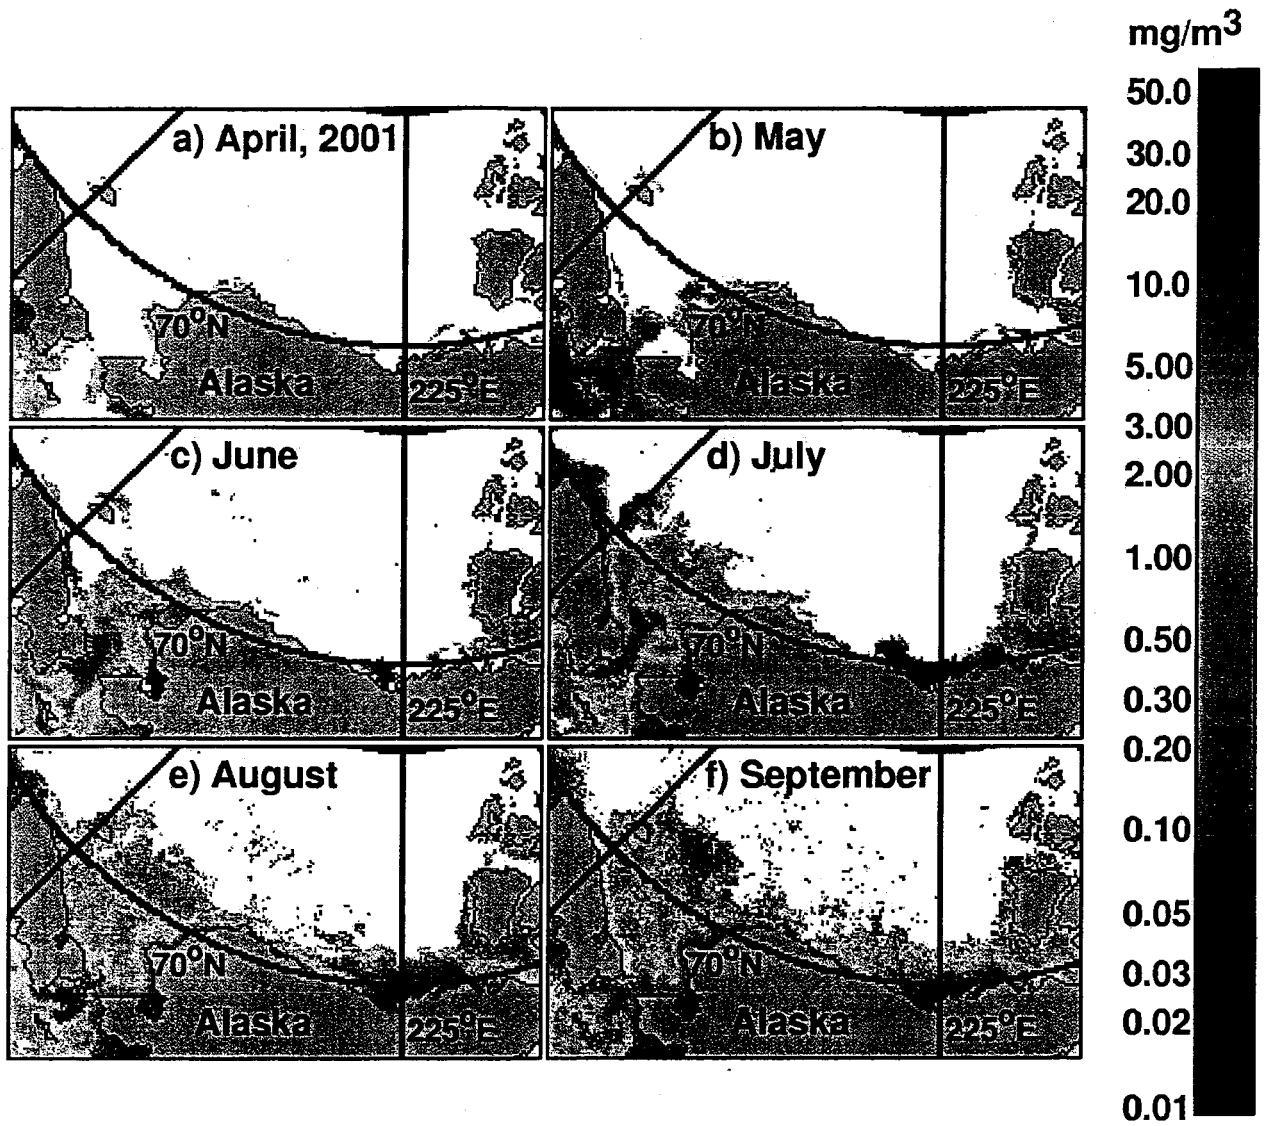 mg/m³
50.0
30.0
20.0
10.0
5.00
3.00
2.00
1.00
0.50
0.30
0.20
0.10
0.05
0.03
0.02
0.01
a) April, 2001
70°N
Alaska
225°E
b) May
70°N
Alaska
225°E
c) June
70°N
Alaska
225°E
d) July
70°N
Alaska
225°E
e) August
70°N
Alaska
225°E
f) September
70°N
Alaska
225°E